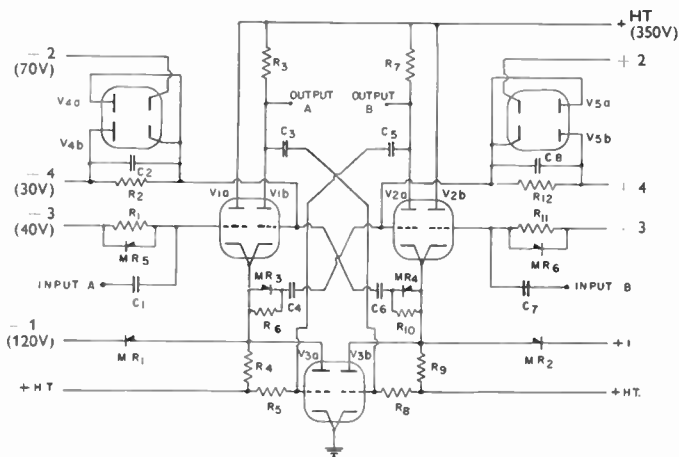 + HT
(350V)
− 2
(70V)
+ 2
R3
R7
OUTPUT
A
OUTPUT
B
V4a
V4b
V5a
V5b
C3
C5
C2
C8
− 4
(30V)
R2
R12
4
V1a
V1b
V2a
V2b
− 3
(40V)
R1
R11
3
MR5
MR6
MR3
MR4
INPUT A
C1
C4
C6
C7
INPUT B
R6
R10
− 1
(120V)
MR1
V3a
V3b
MR2
+ 1
R4
R9
+ HT
R5
R8
+ HT.